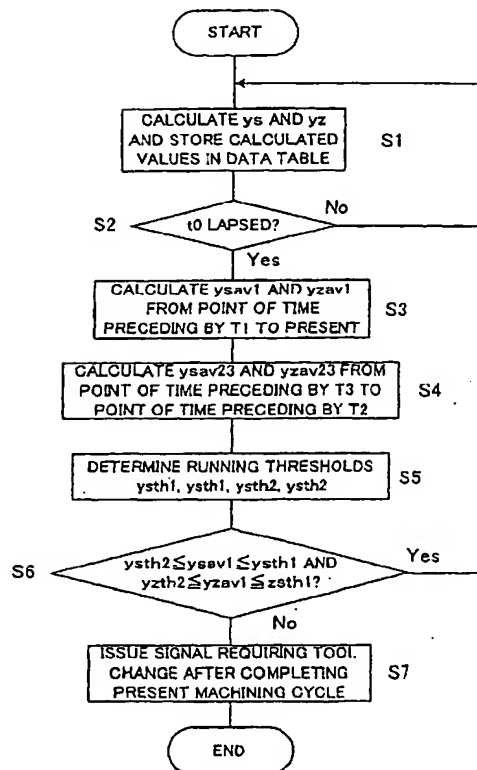 START
CALCULATE ys AND yz
AND STORE CALCULATED
VALUES IN DATA TABLE
S1
S2
t0 LAPSED?
No
Yes
CALCULATE ysav1 AND yzav1
FROM POINT OF TIME
PRECEDING BY T1 TO PRESENT
S3
CALCULATE ysav23 AND yzav23 FROM
POINT OF TIME PRECEDING BY T3 TO
POINT OF TIME PRECEDING BY T2
S4
DETERMINE RUNNING THRESHOLDS
ysth1, ysth1, ysth2, ysth2
S5
S6
ysth2≦ysav1≦ysth1 AND
yzth2≦yzav1≦zsth1?
Yes
No
ISSUE SIGNAL REQUIRING TOOL
CHANGE AFTER COMPLETING
PRESENT MACHINING CYCLE
S7
END